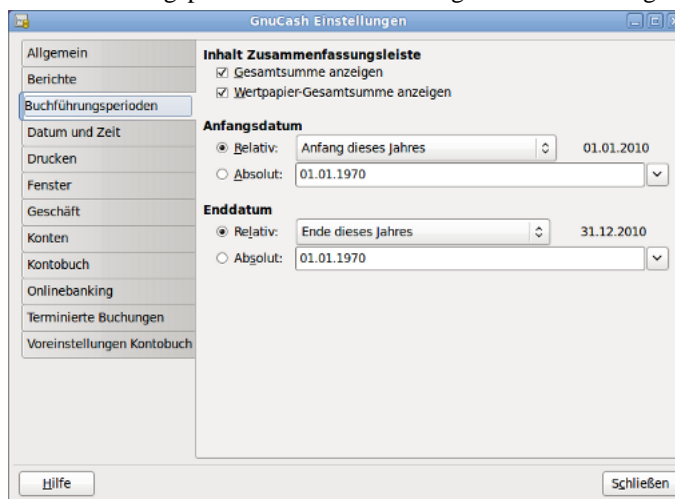 GnuCash Einstellungen
Allgemein
Berichte
Buchführungsperioden
Datum und Zeit
Drucken
Fenster
Geschäft
Konten
Kontobuch
Onlinebanking
Terminierte Buchungen
Voreinstellungen Kontobuch
Inhalt Zusammenfassungsleiste
Gesamtsumme anzeigen
Wertpapier-Gesamtsumme anzeigen
Anfangsdatum
Relativ: Anfang dieses Jahres 01.01.2010
Absolut: 01.01.1970
Enddatum
Relativ: Ende dieses Jahres 31.12.2010
Absolut: 01.01.1970
Hilfe Schließen